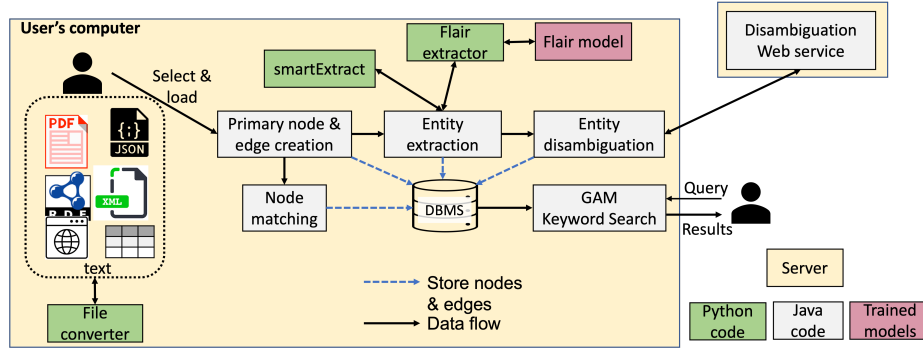 User's computer
Select &
load
PDF
{;}
JSON
XML
text
File
converter
smartExtract
Flair
extractor
Flair model
Disambiguation
Web service
Primary node &
edge creation
Entity
extraction
Entity
disambiguation
Node
matching
DBMS
GAM
Keyword Search
Query
Results
Store nodes
& edges
Data flow
Server
Python
code
Java
code
Trained
models